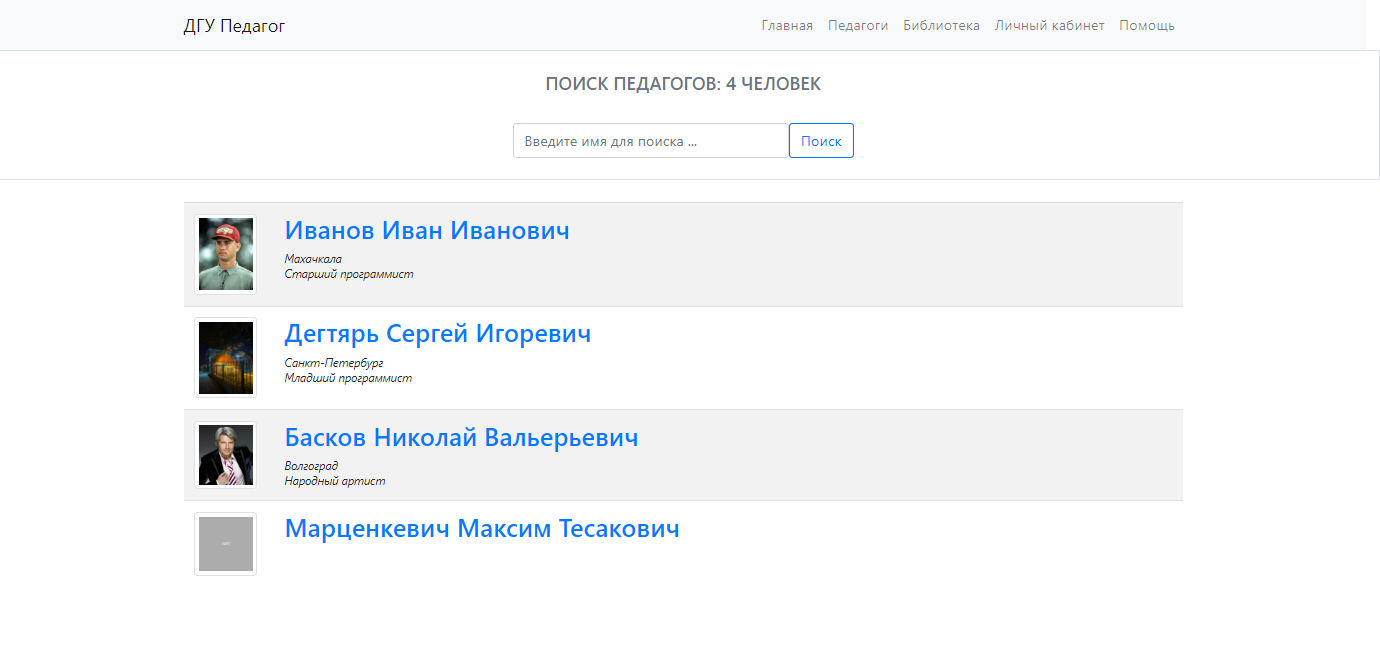 ДГУ Педагог
Главная Педагоги Библиотека Личный кабинет Помощь
ПОИСК ПЕДАГОГОВ: 4 ЧЕЛОВЕК
Введите имя для поиска ... Поиск
Иванов Иван Иванович
Махачкала
Старший программист
Дегтярь Сергей Игоревич
Санкт-Петербург
Младший программист
Басков Николай Вальерьевич
Волгоград
Народный артист
Марценкевич Максим Тесакович